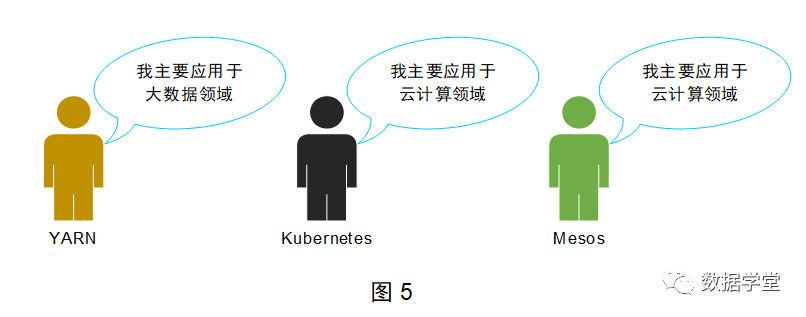 我主要应用于
大数据领域
我主要应用于
云计算领域
我主要应用于
云计算领域
YARN
Kubernetes
Mesos
图 5
数据学堂